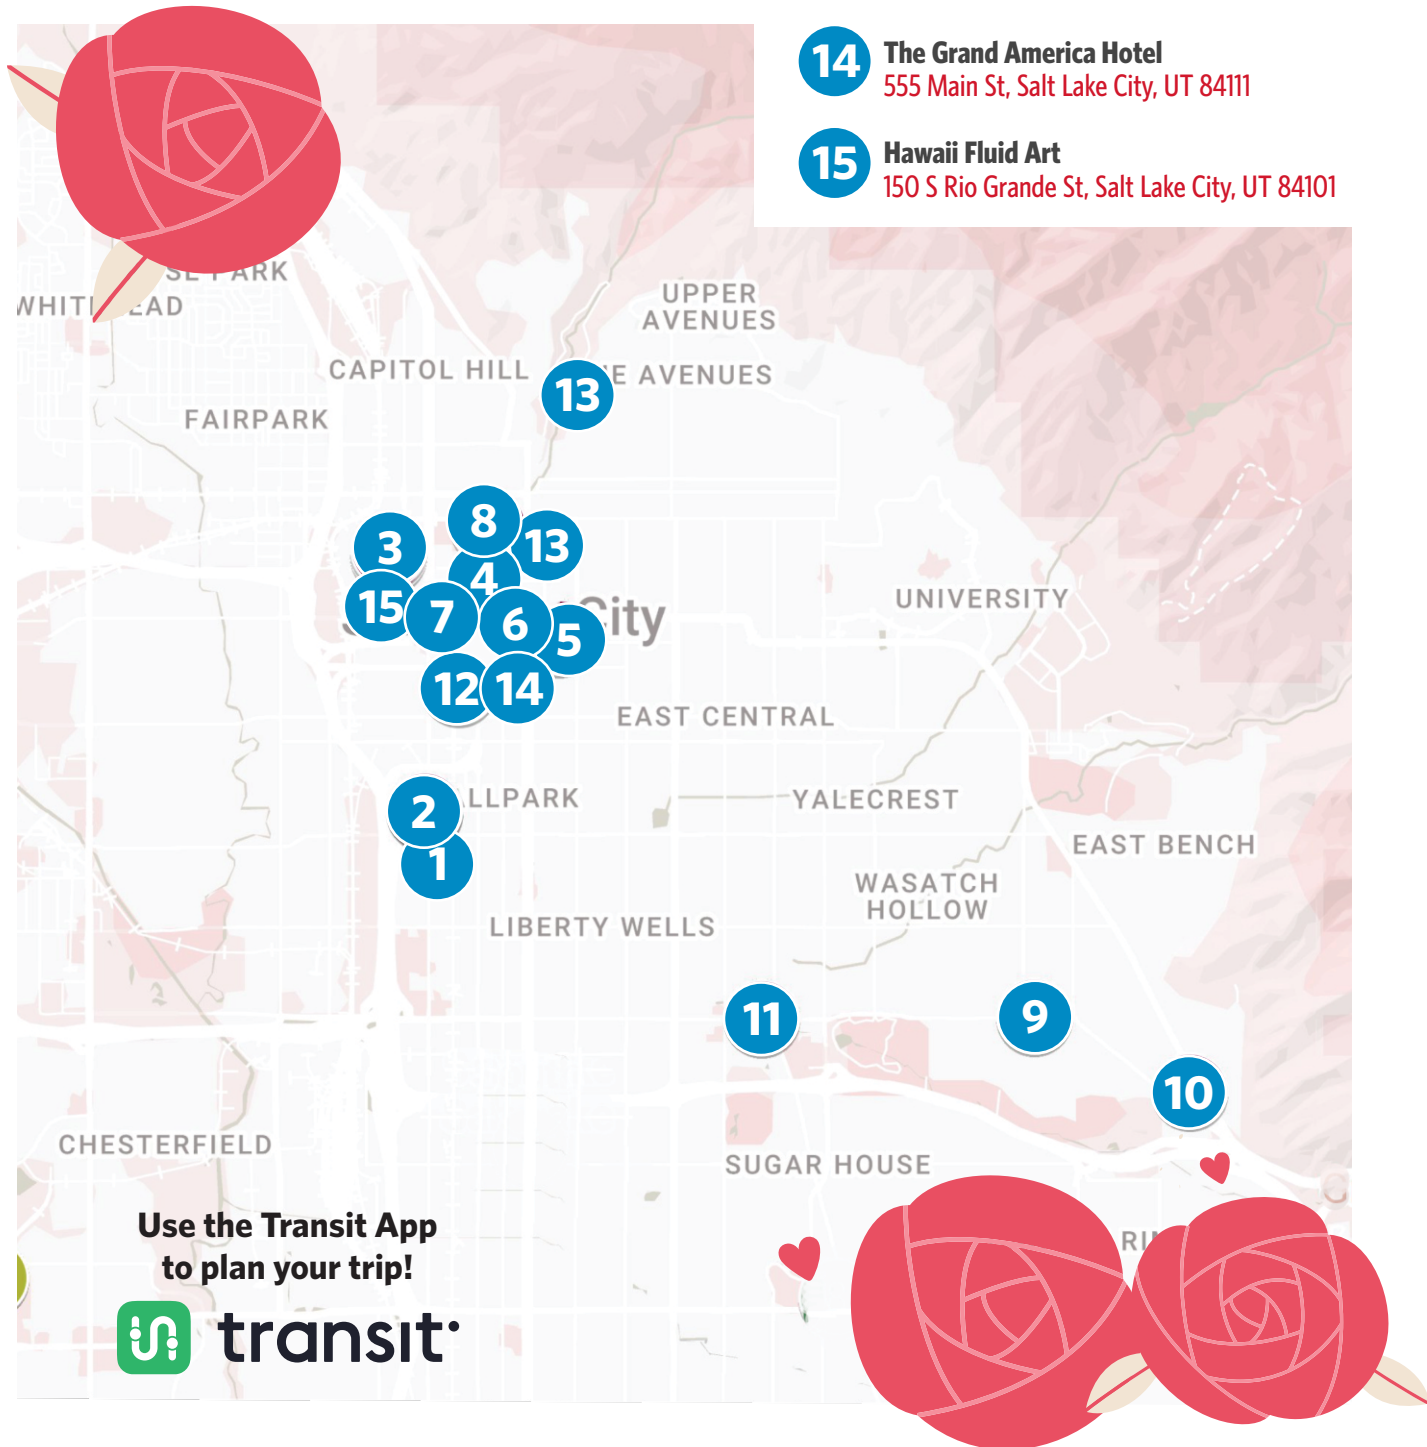 14 The Grand America Hotel
555 Main St, Salt Lake City, UT 84111
15 Hawaii Fluid Art
150 S Rio Grande St, Salt Lake City, UT 84101
UPPER
AVENUES
CAPITOL HILL
13
AVENUES
FAIRPARK
8
3
13
4
15
7
6
5
City
UNIVERSITY
12
14
EAST CENTRAL
2
YALECREST
1
EAST BENCH
WASATCH
HOLLOW
LIBERTY WELLS
11
9
10
CHESTERFIELD
SUGAR HOUSE
Use the Transit App
to plan your trip!
transit